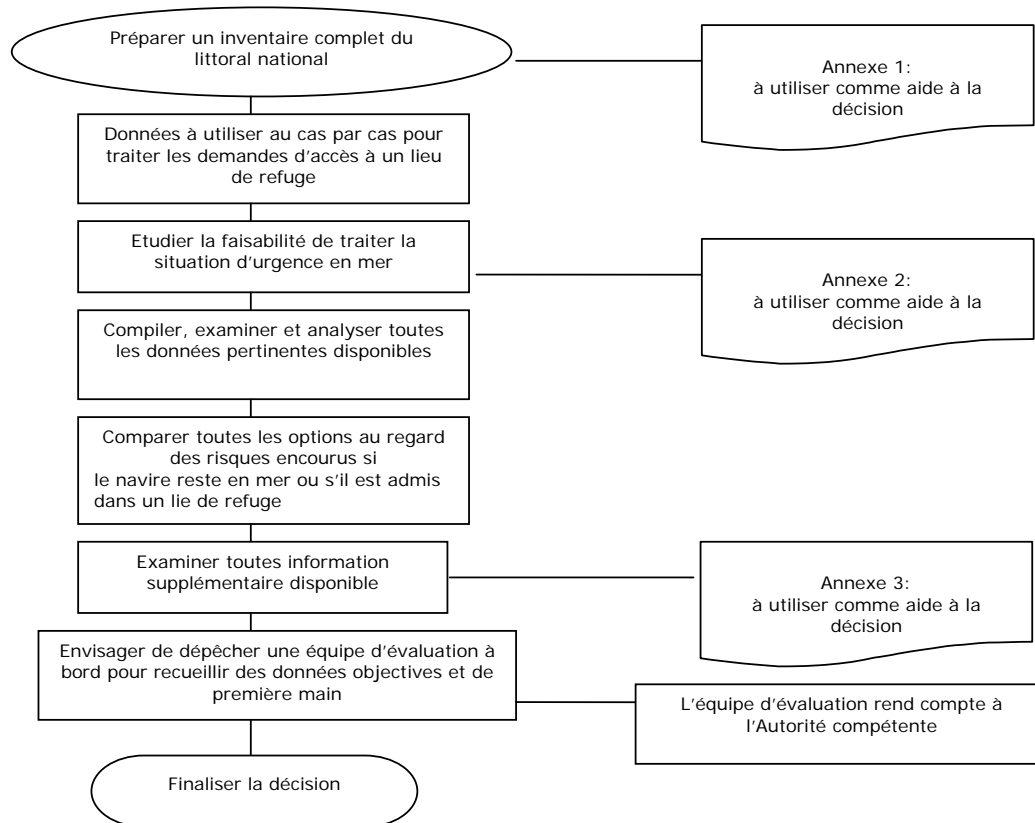 Préparer un inventaire complet du
littoral national
Annexe 1:
à utiliser comme aide à la
décision
Données à utiliser au cas par cas pour
traiter les demandes d'accès à un lieu
de refuge
Etudier la faisabilité de traiter la
situation d'urgence en mer
Annexe 2:
à utiliser comme aide à la
décision
Compiler, examiner et analyser toutes
les données pertinentes disponibles
Comparer toutes les options au regard
des risques encourus si
le navire reste en mer ou s'il est admis
dans un lie de refuge
Examiner toutes information
supplémentaire disponible
Annexe 3:
à utiliser comme aide à la
décision
Envisager de dépêcher une équipe d'évaluation à
bord pour recueillir des données objectives et de
première main
L'équipe d'évaluation rend compte à
l'Autorité compétente
Finaliser la décision